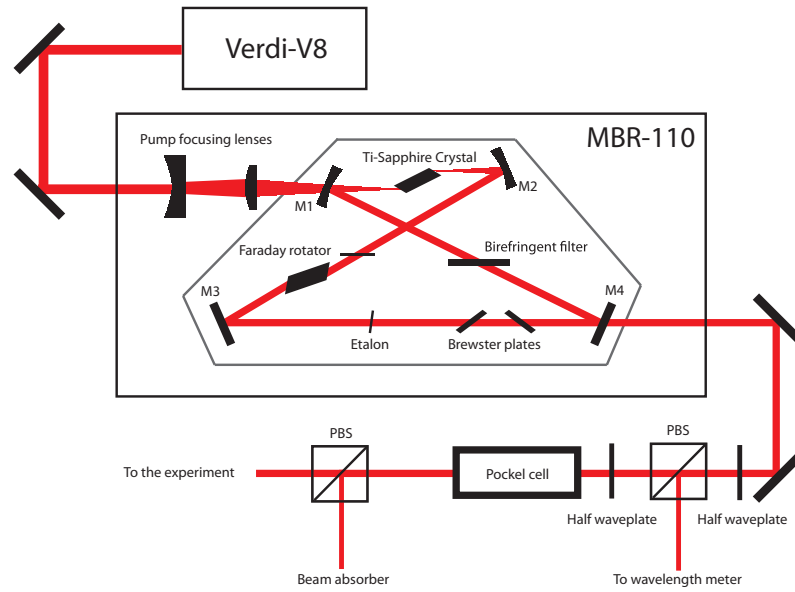 Verdi-V8
MBR-110
Pump focusing lenses
Ti-Sapphire Crystal
M1
M2
Faraday rotator
Birefringent filter
M3
M4
Etalon
Brewster plates
PBS
PBS
To the experiment
Pockel cell
Half waveplate
Half waveplate
Beam absorber
To wavelength meter